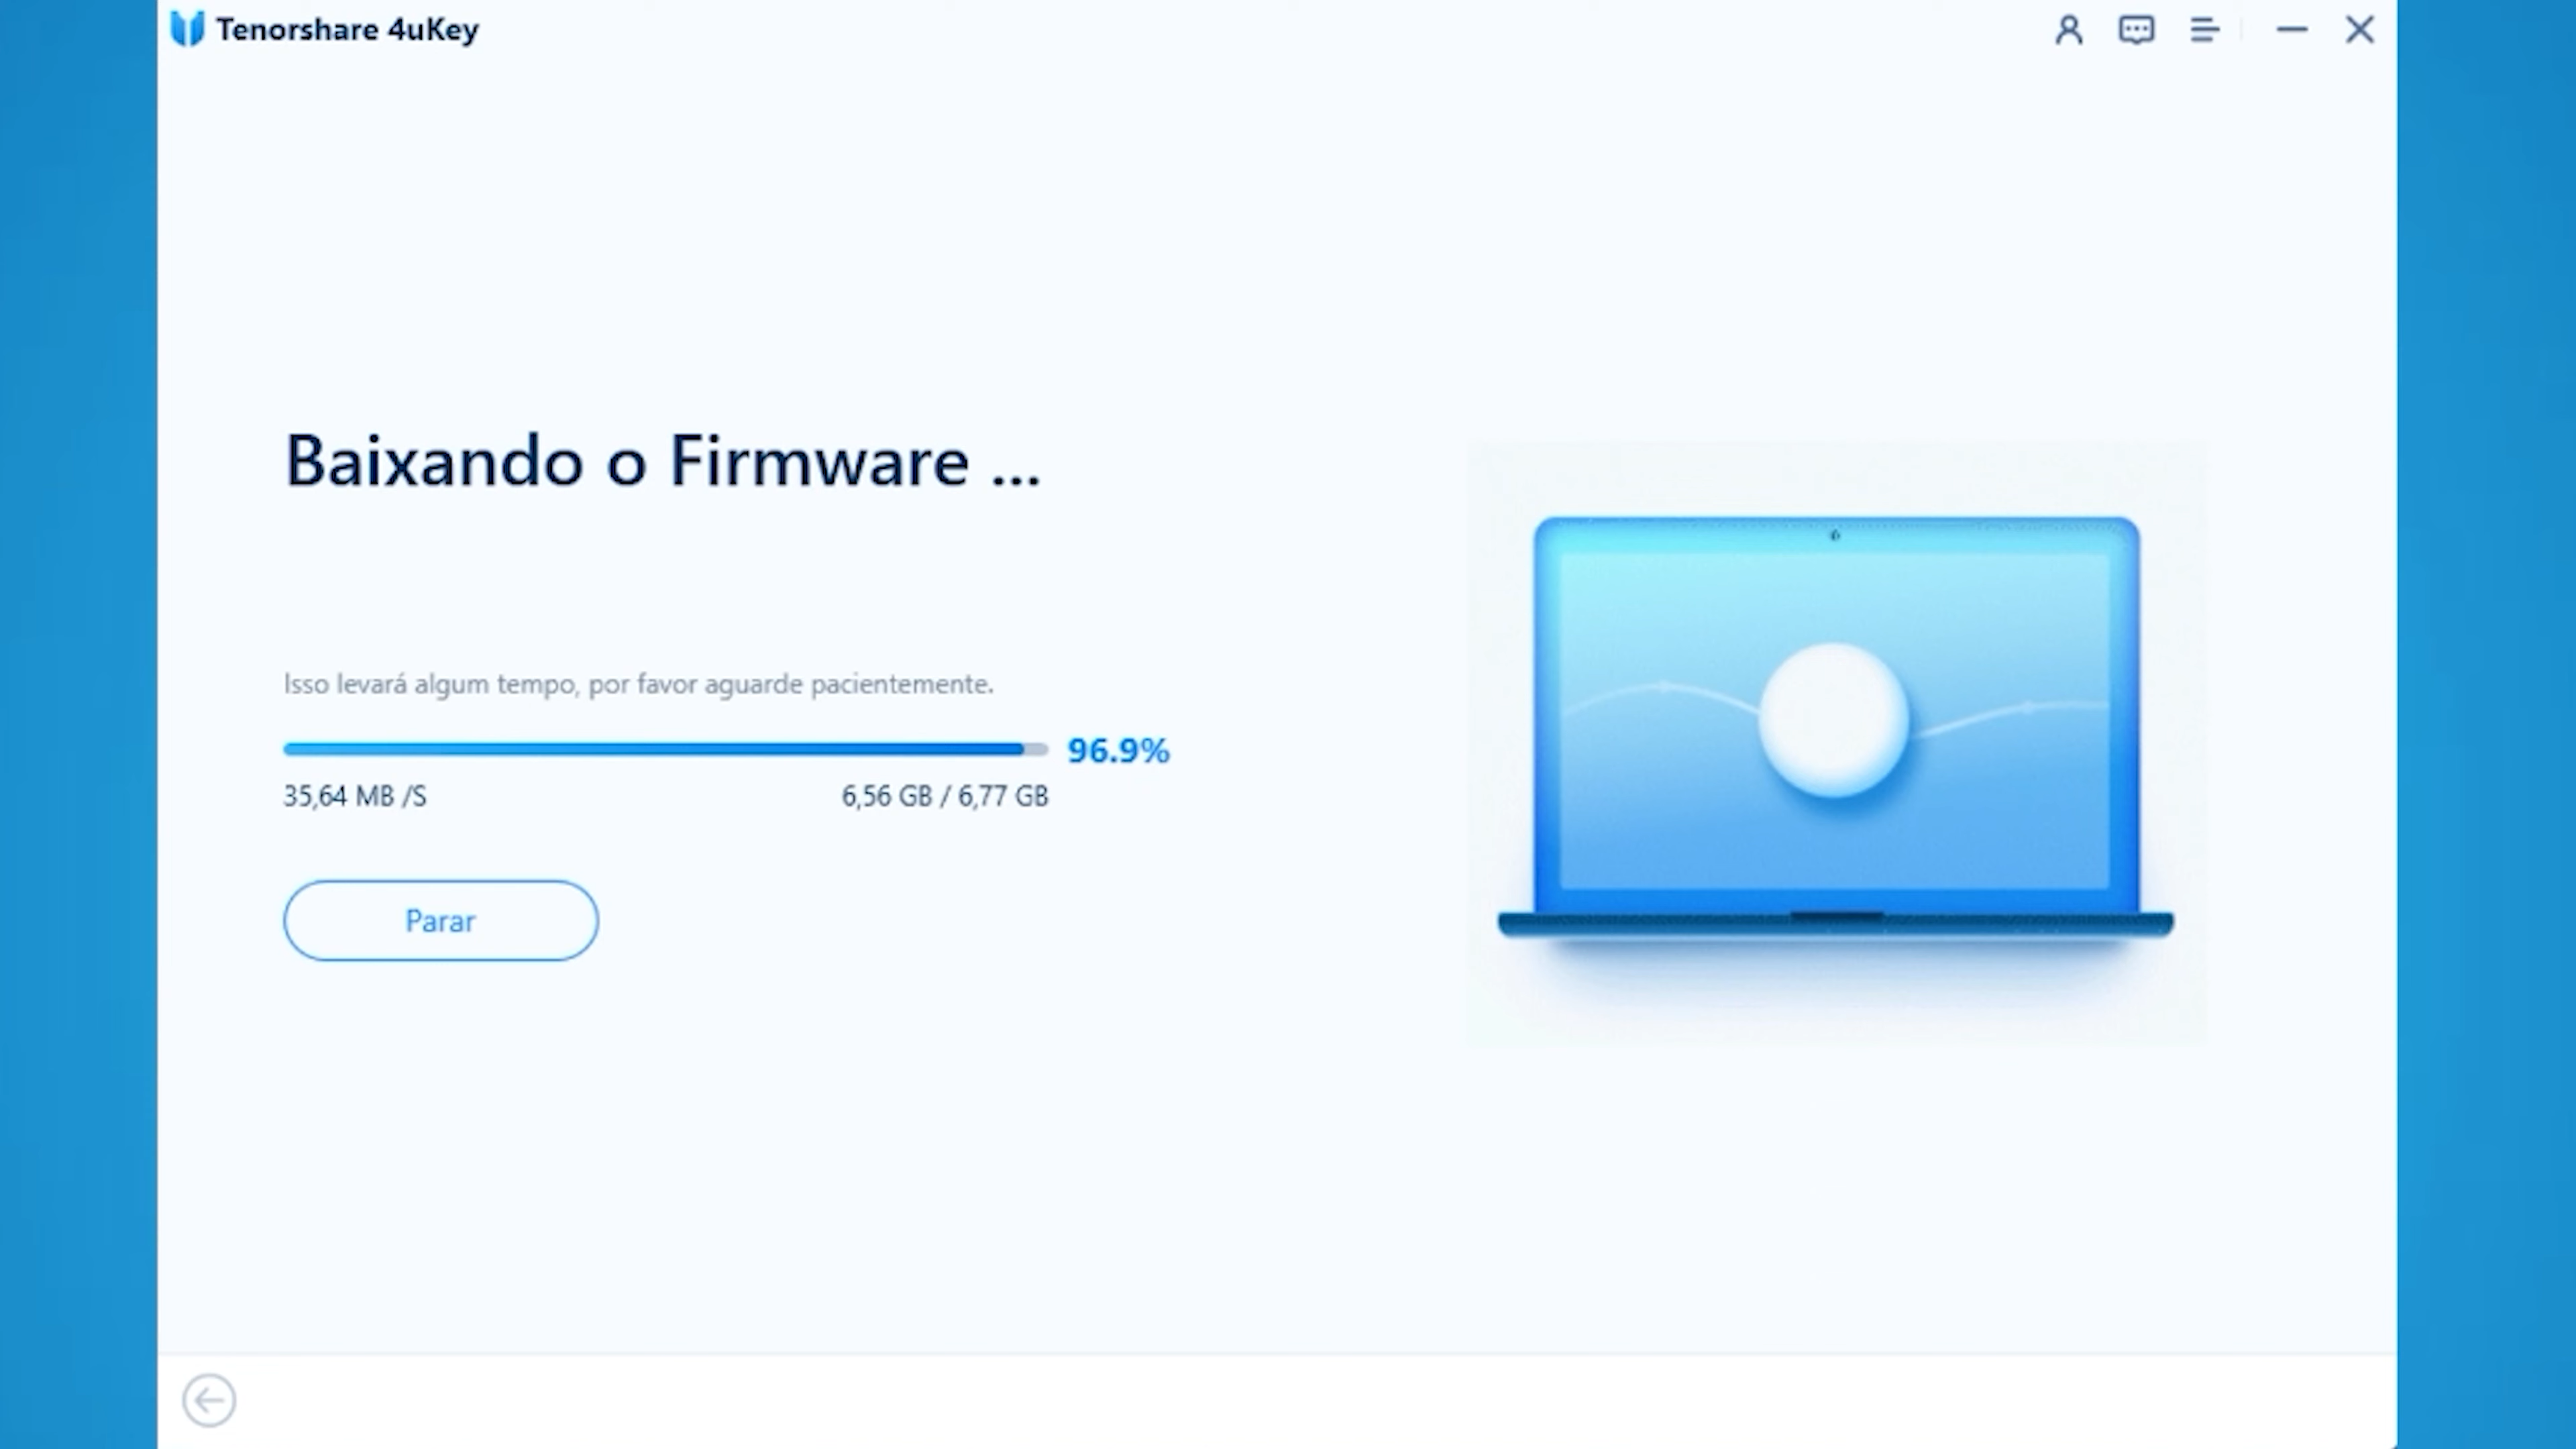 Tenorshare 4uKey
Baixando o Firmware ...
Isso levará algum tempo, por favor aguarde pacientemente.
96.9%
35,64 MB /S
6,56 GB / 6,77 GB
Parar